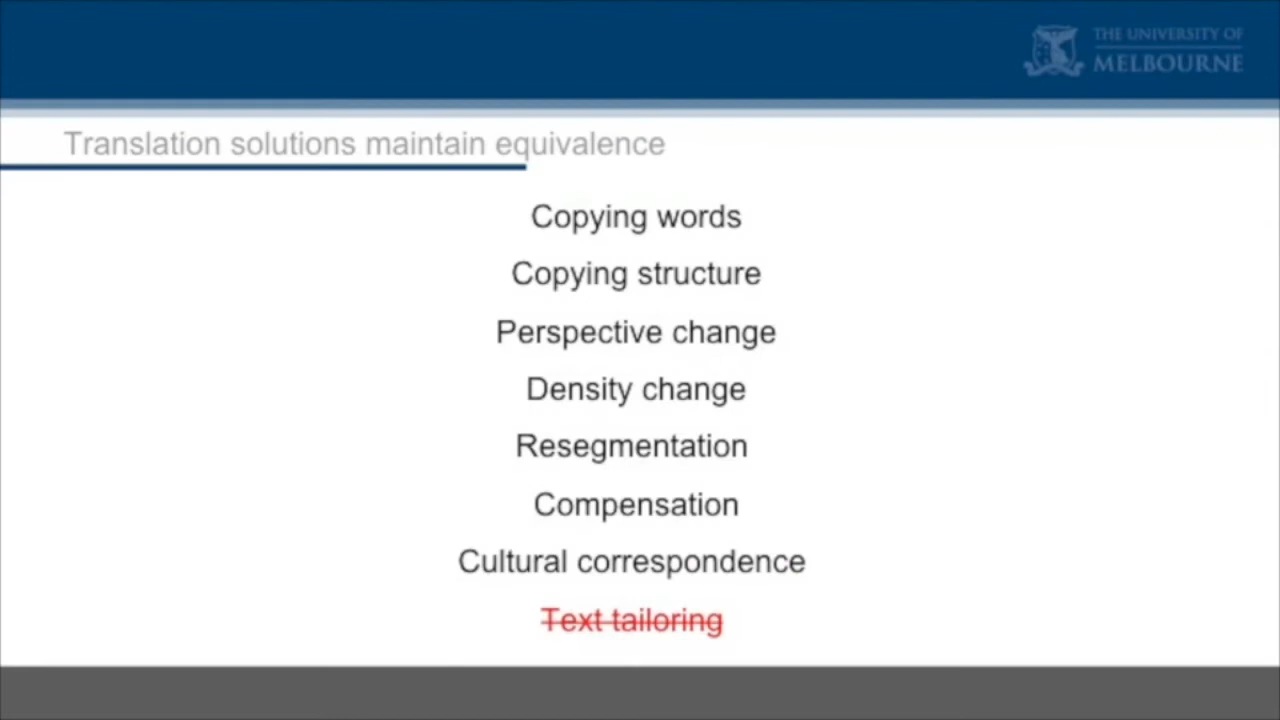 THE UNIVERSITY OF
MELBOURNE
Translation solutions maintain equivalence
Copying words
Copying structure
Perspective change
Density change
Resegmentation
Compensation
Cultural correspondence
Text tailoring